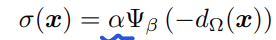 σ(𝒙) = αΨ_β (−d_Ω(𝒙))